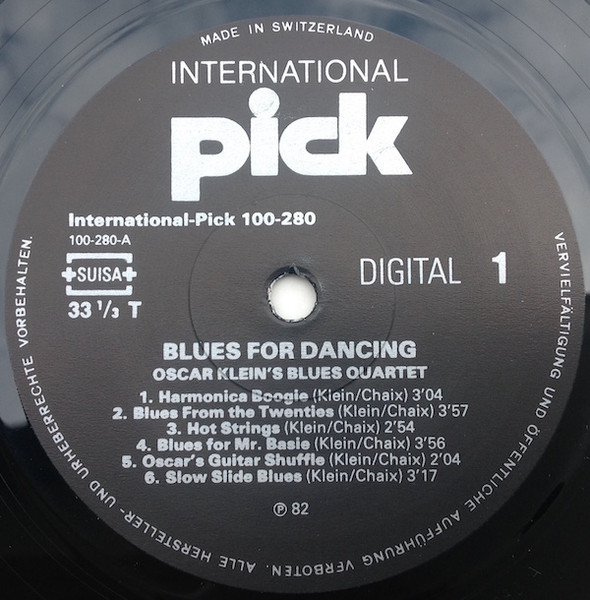 MADE IN SWITZERLAND
INTERNATIONAL
pick
International-Pick 100-280
100-280-A
SUISA
33 1/3 T
DIGITAL 1
BLUES FOR DANCING
OSCAR KLEIN'S BLUES QUARTET
1. Harmonica Boogie (Klein/Chaix) 3'04
2. Blues From the Twenties (Klein/Chaix) 3'57
3. Hot Strings (Klein/Chaix) 2'54
4. Blues for Mr. Basie (Klein/Chaix) 3'56
5. Oscar's Guitar Shuffle (Klein/Chaix) 2'04
6. Slow Slide Blues (Klein/Chaix) 3'17
℗ 82
VERVIELFÄLTIGUNG UND ÖFFENTLICHE AUFFÜHRUNG VERBOTEN. ALLE HERSTELLER- UND URHEBERRECHTE VORBEHALTEN.